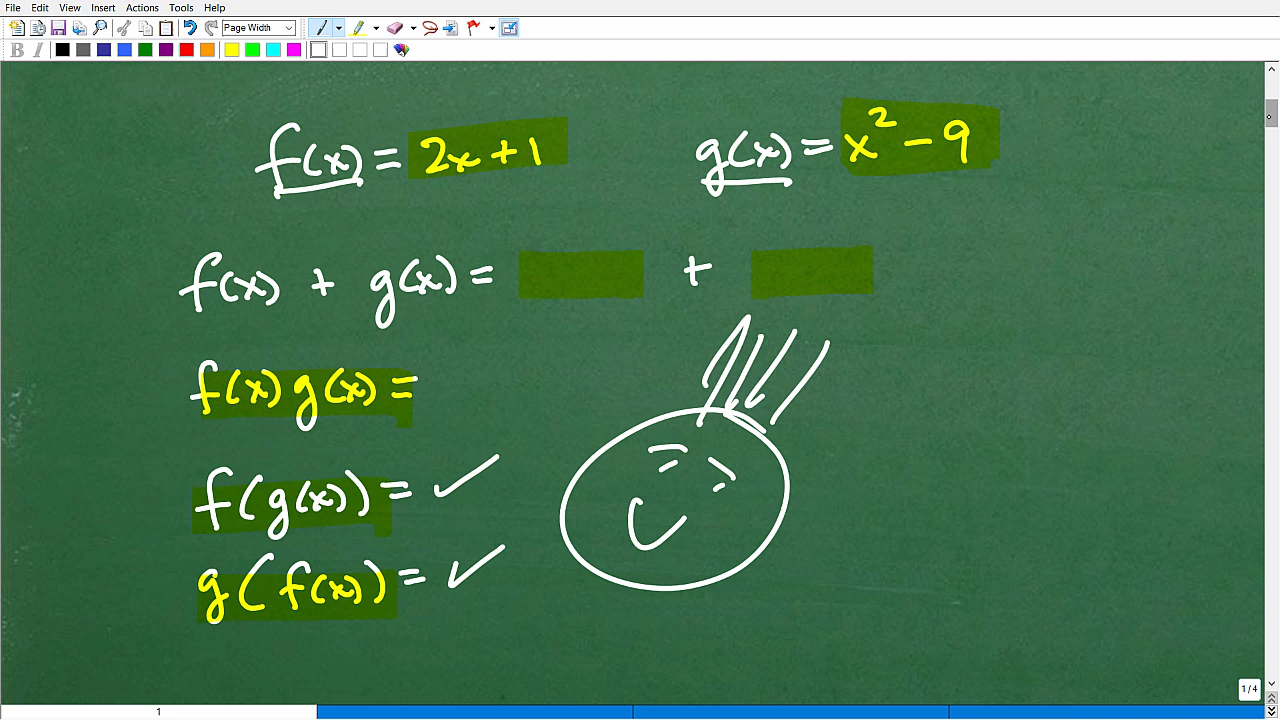 File Edit View Insert Actions Tools Help
Page Width
B I
f(x) = 2x + 1 g(x) = x² - 9
f(x) + g(x) = +
f(x) g(x) =
f(g(x)) = ✓
g(f(x)) = ✓
1/4
1